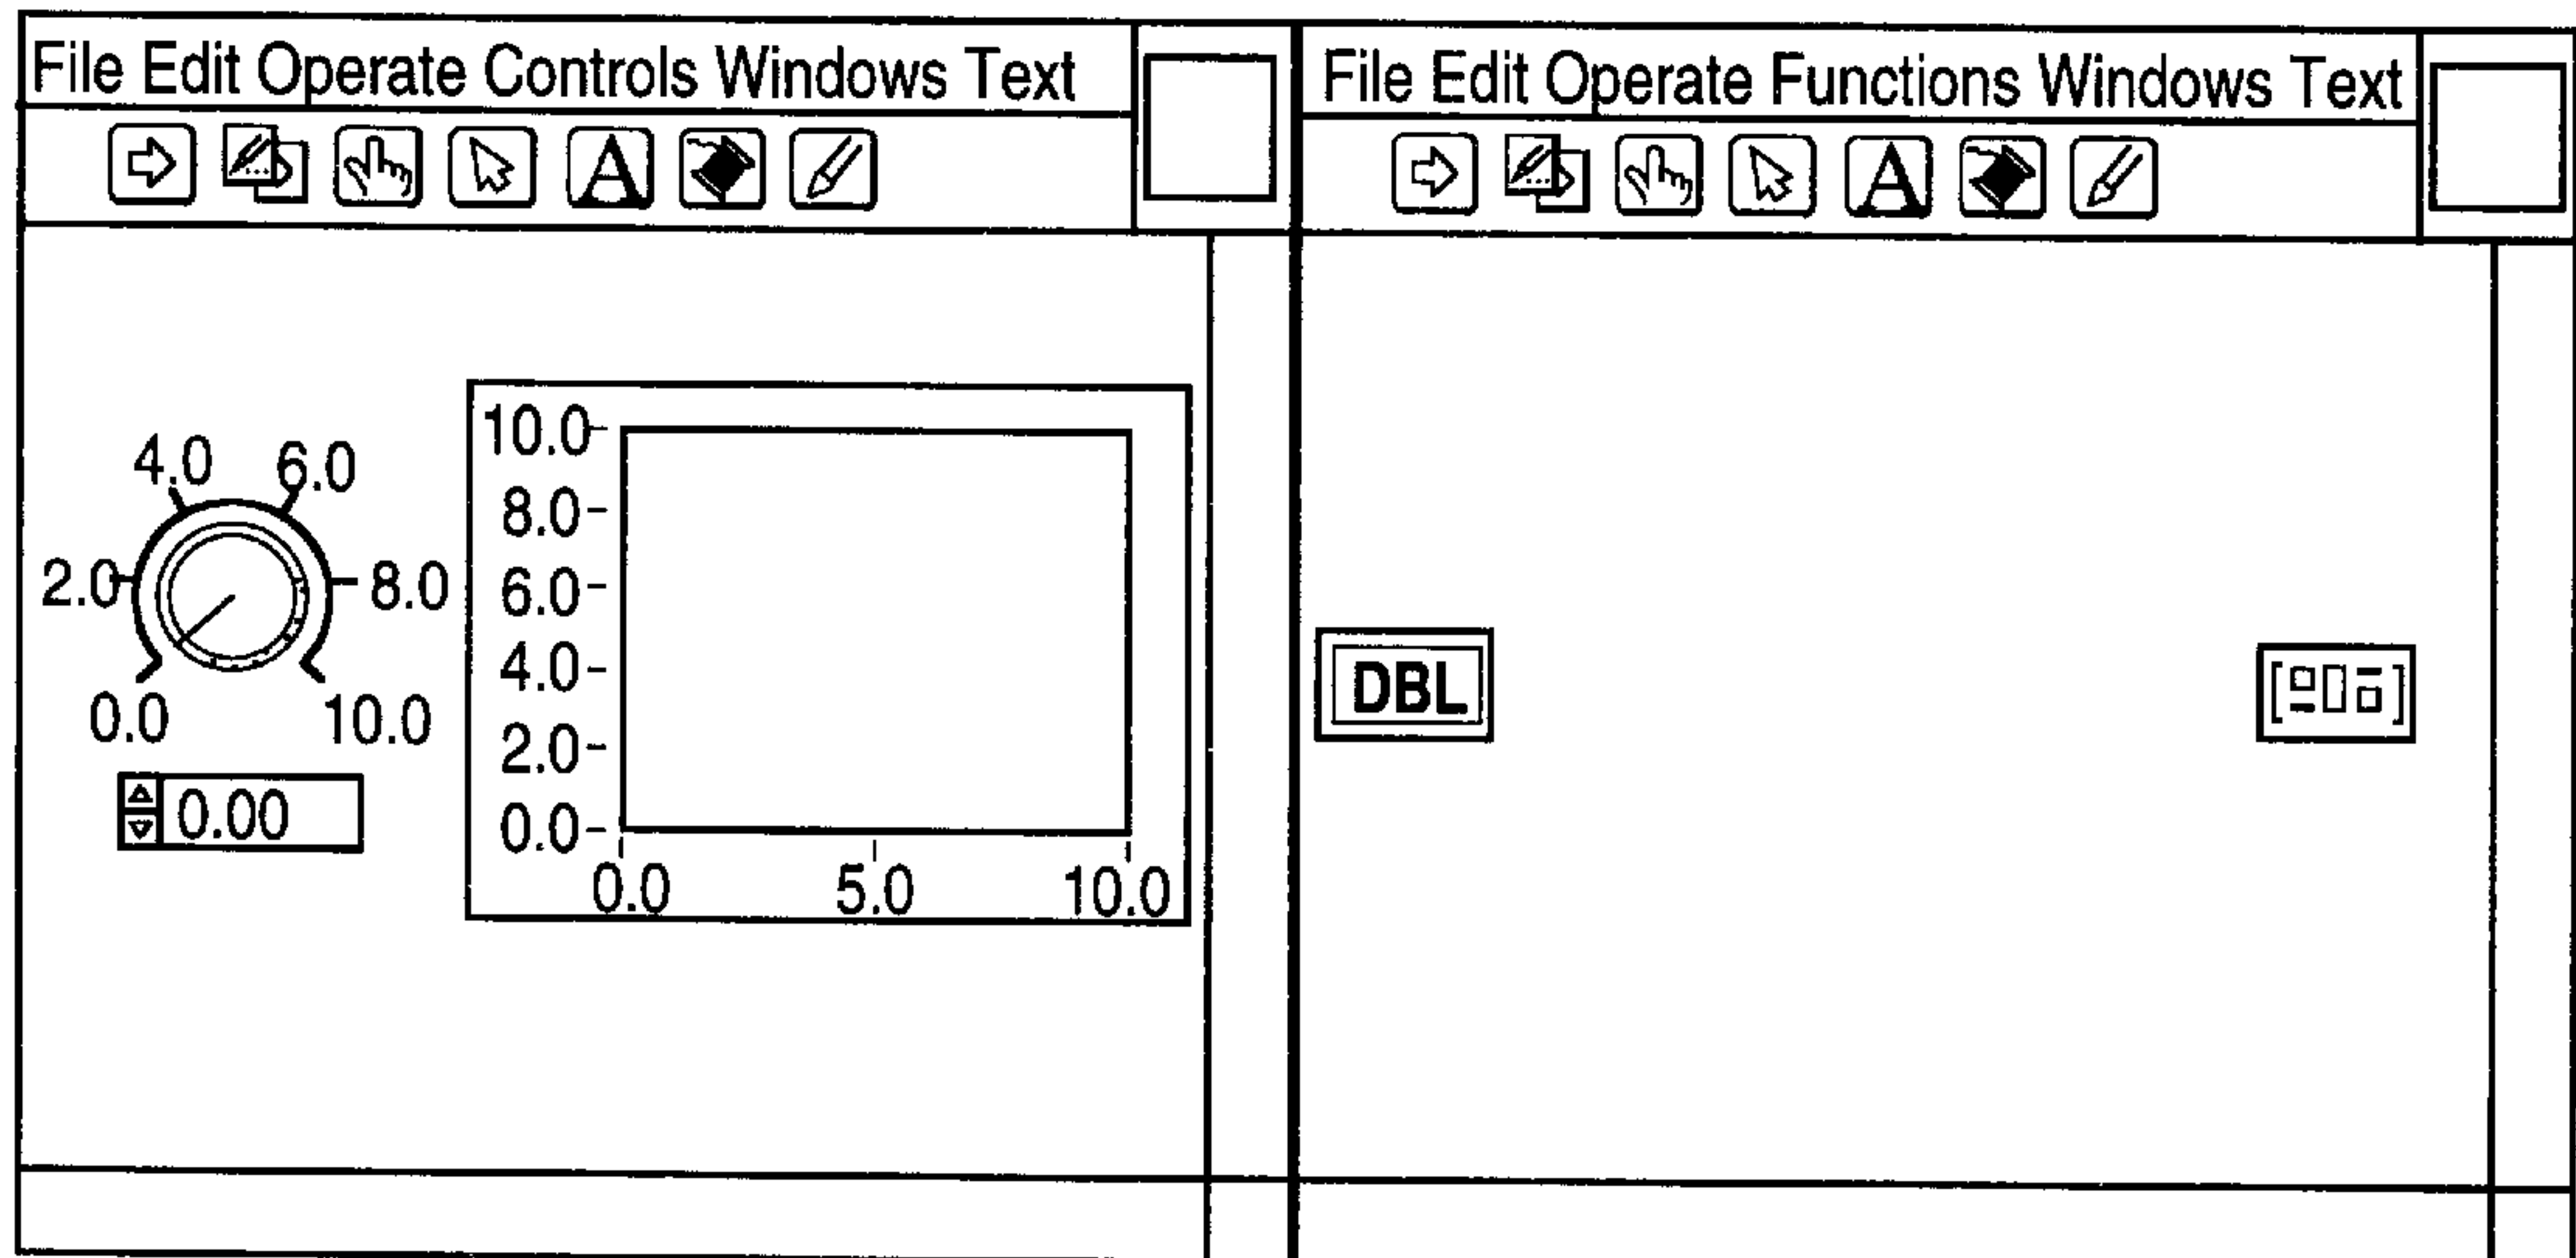 File Edit Operate Controls Windows Text
File Edit Operate Functions Windows Text
A
A
10.0
4.0 6.0
8.0
2.0 8.0
6.0
4.0
DBL
0.0 10.0
2.0
0.00
0.0
0.0 5.0 10.0